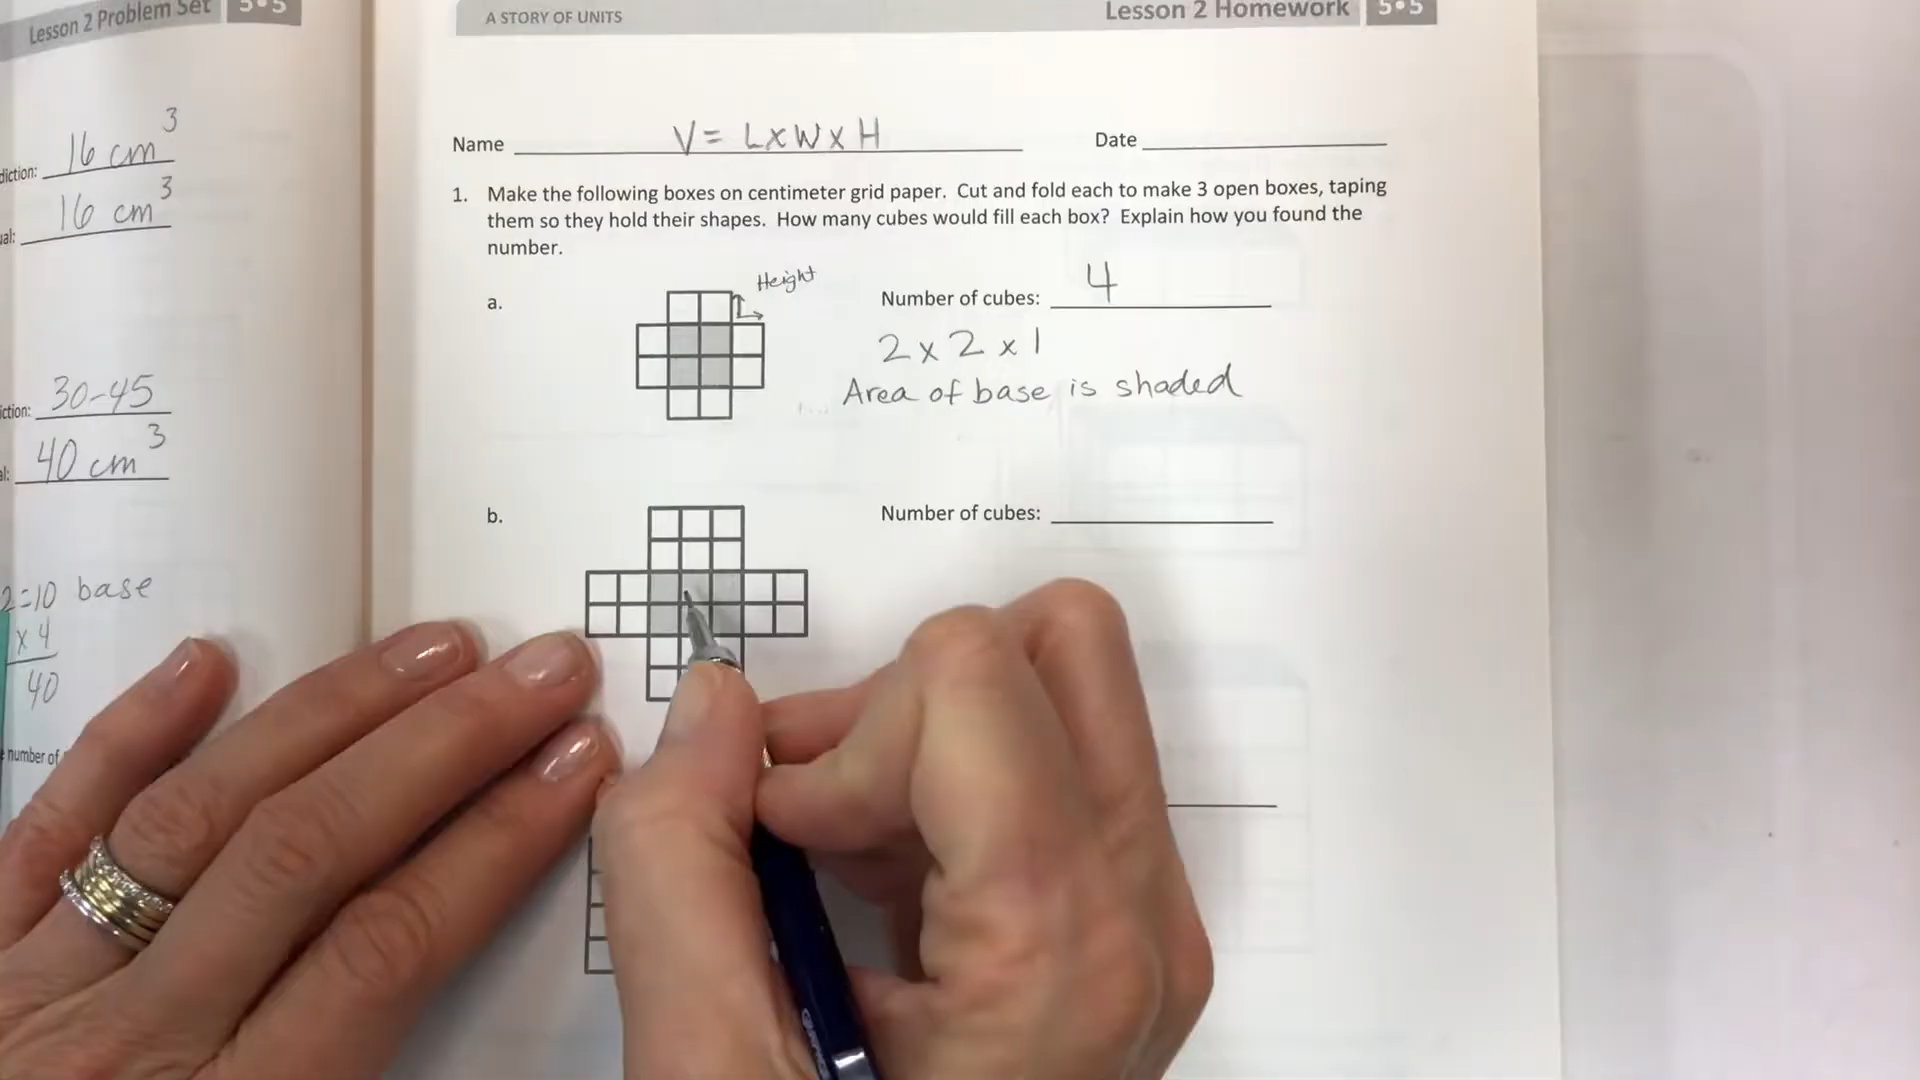 Lesson 2 Problem Set 5•5
16 cm³
diction:
16 cm³
ual:
30-45
iction:
40 cm³
al:
2=10 base
x 4
40
number of
A STORY OF UNITS
Lesson 2 Homework 5•5
Name V = L x W x H Date
1. Make the following boxes on centimeter grid paper. Cut and fold each to make 3 open boxes, taping
them so they hold their shapes. How many cubes would fill each box? Explain how you found the
number.
Height
a. Number of cubes: 4
2 x 2 x 1
Area of base is shaded
b. Number of cubes: